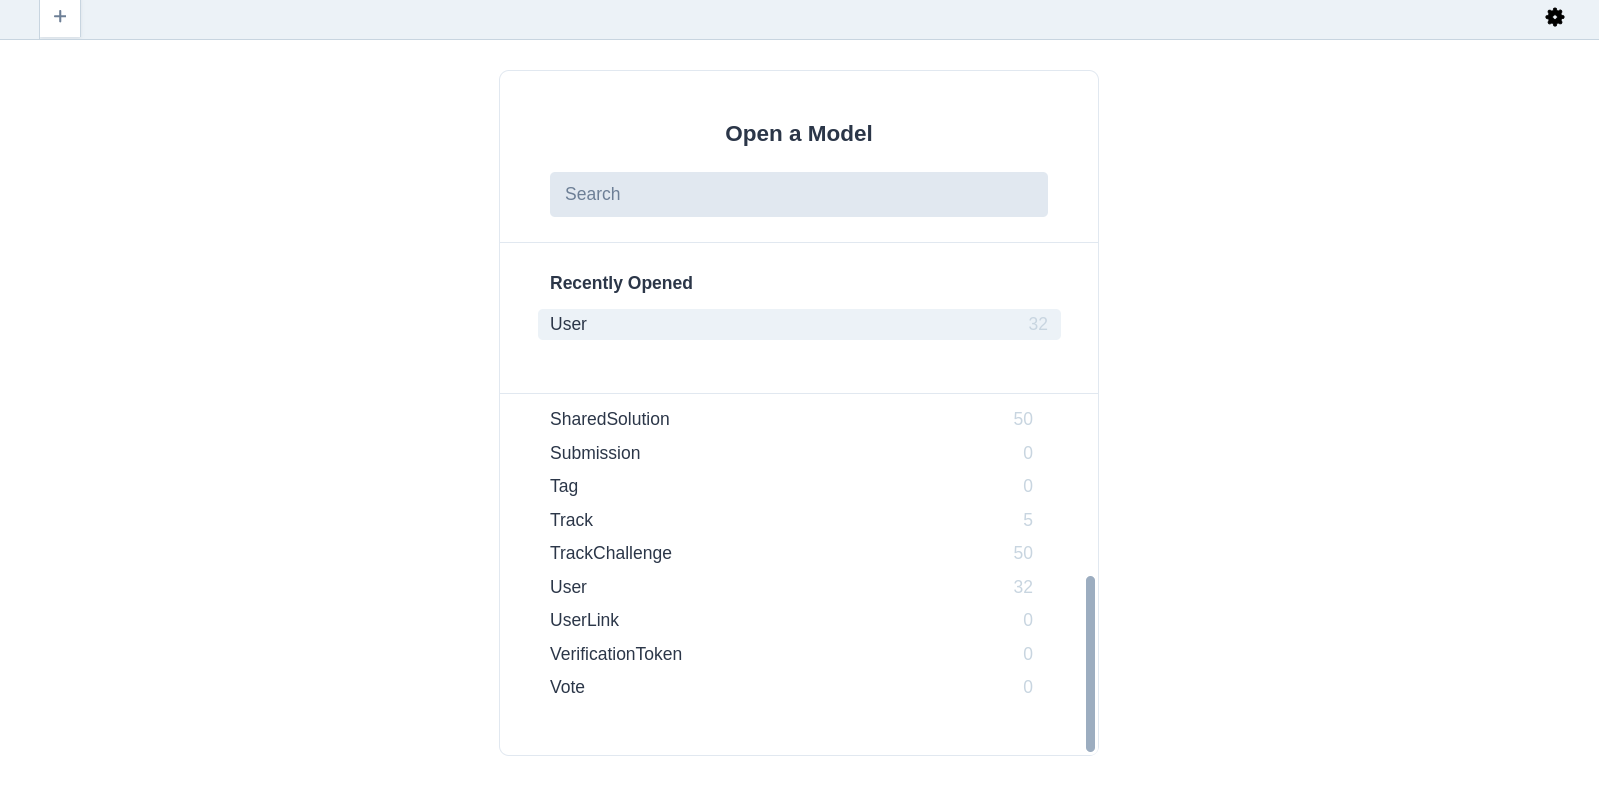 +
Open a Model
Search
Recently Opened
User 32
SharedSolution 50
Submission 0
Tag 0
Track 5
TrackChallenge 50
User 32
UserLink 0
VerificationToken 0
Vote 0